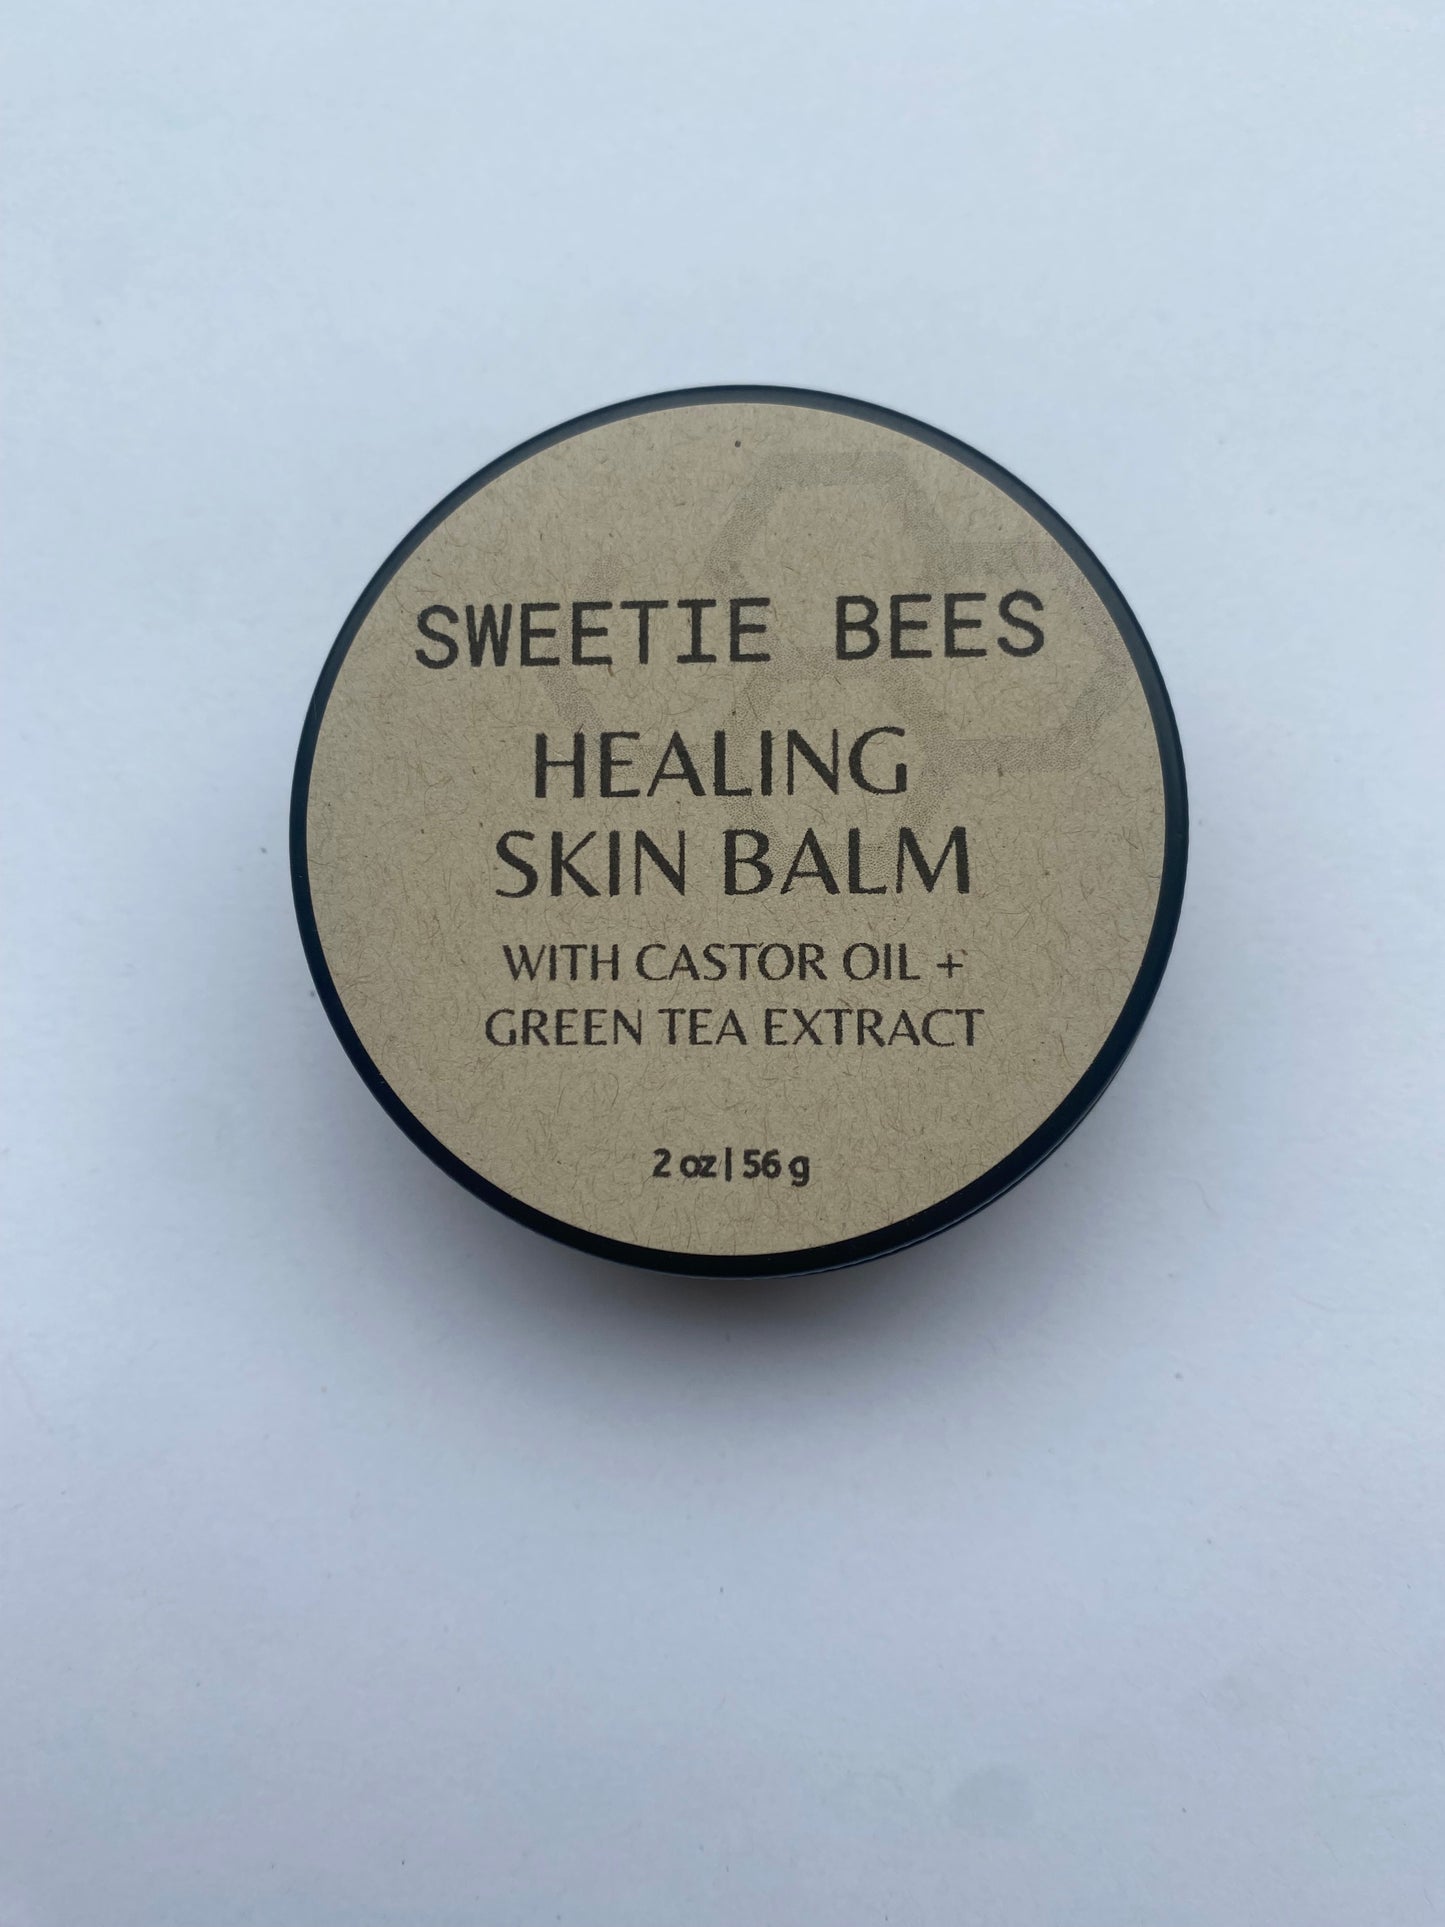 SWEETIE BEES
HEALING
SKIN BALM
WITH CASTOR OIL +
GREEN TEA EXTRACT
2 oz | 56 g